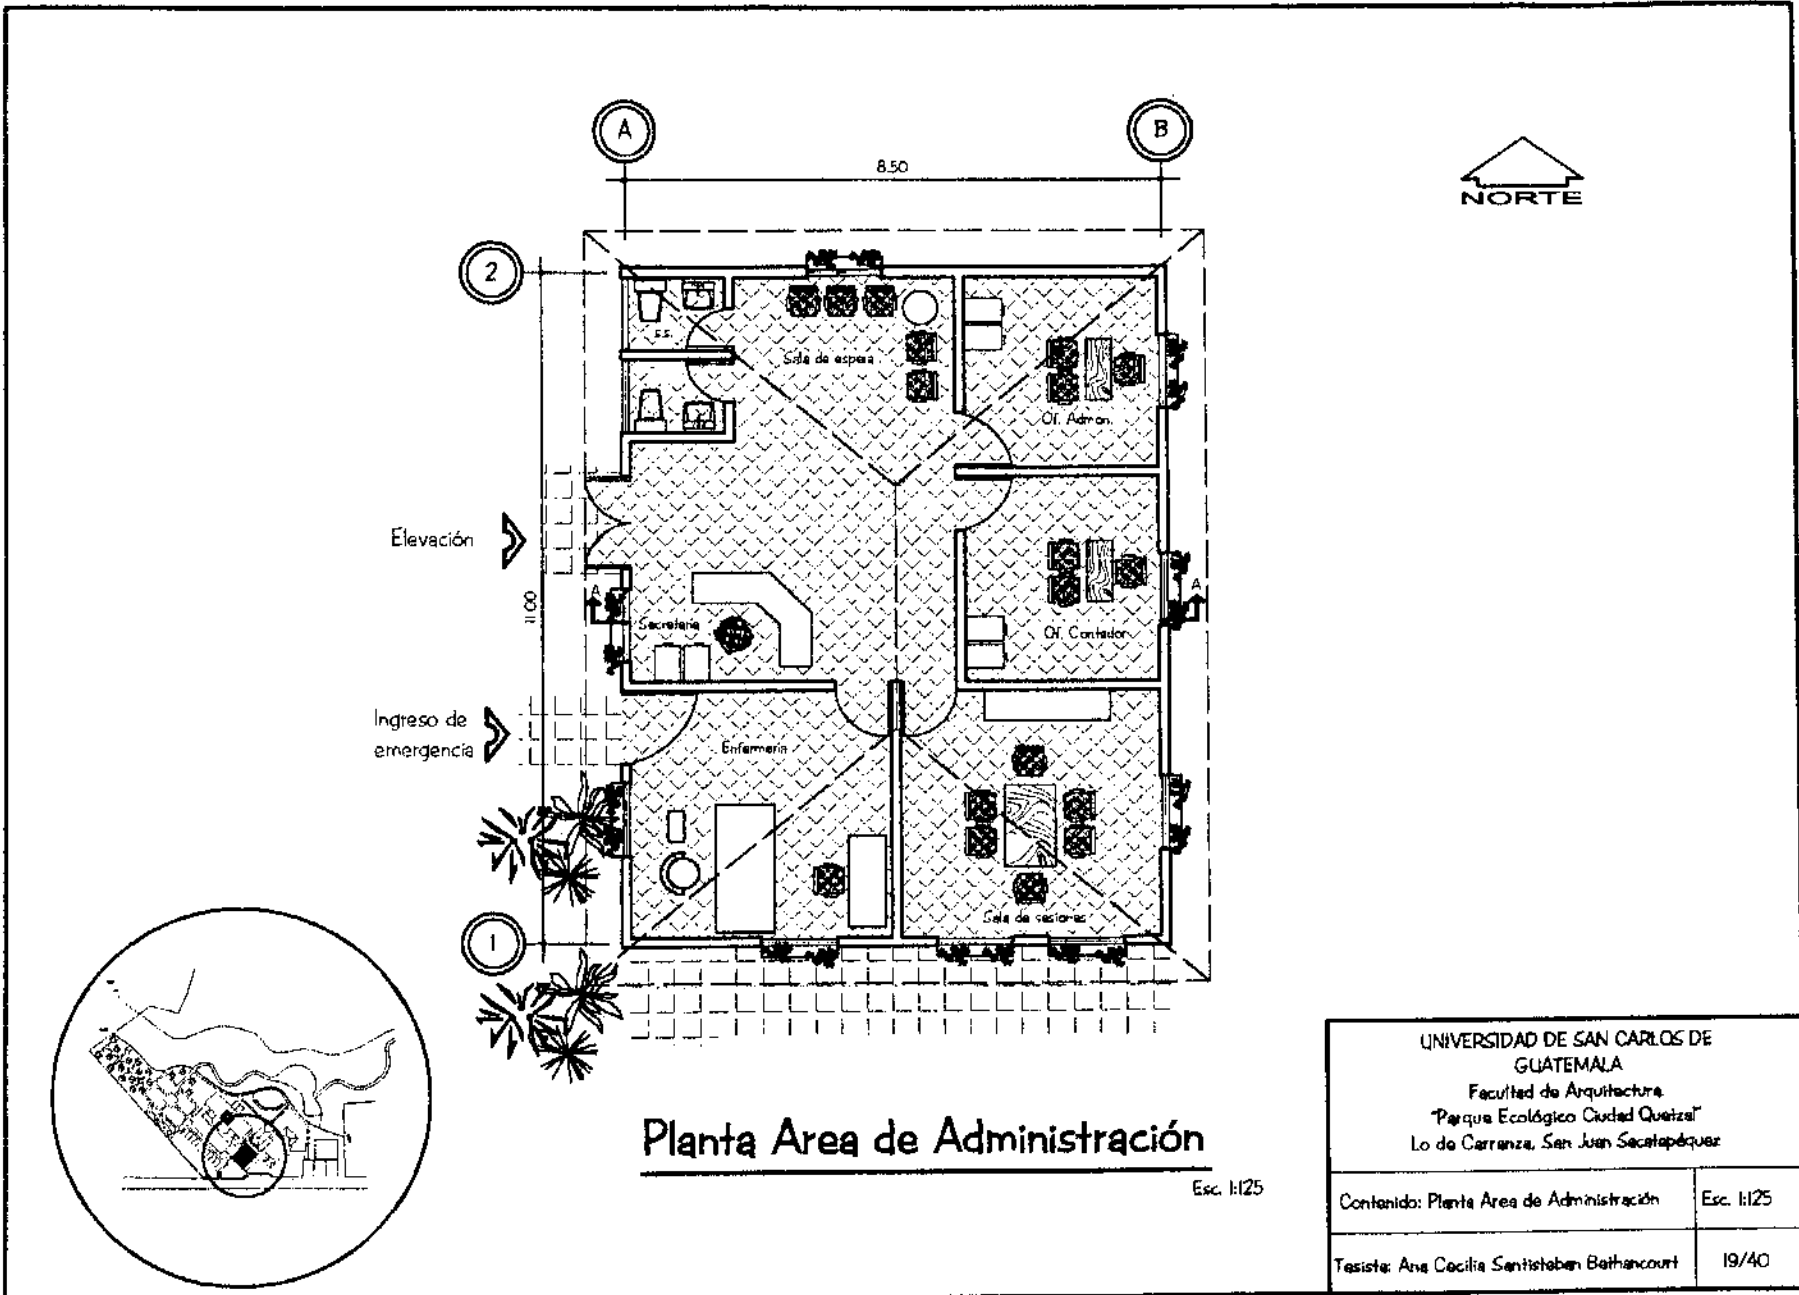 A
B
8.50
NORTE
2
S.S.
Sala de espera
Of. Admon.
Elevación
A
A
11.00
Secretaria
Of. Contador
Ingreso de
emergencia
Enfermeria
Sala de sesiones
1
Planta Area de Administración
Esc. 1:125
UNIVERSIDAD DE SAN CARLOS DE
GUATEMALA
Facultad de Arquitectura
"Parque Ecológico Ciudad Quetzal"
Lo de Carranza, San Juan Sacatepéquez
Contenido: Planta Area de Administración
Esc. 1:125
Tesista: Ana Cecilia Santisteban Bethancourt
19/40